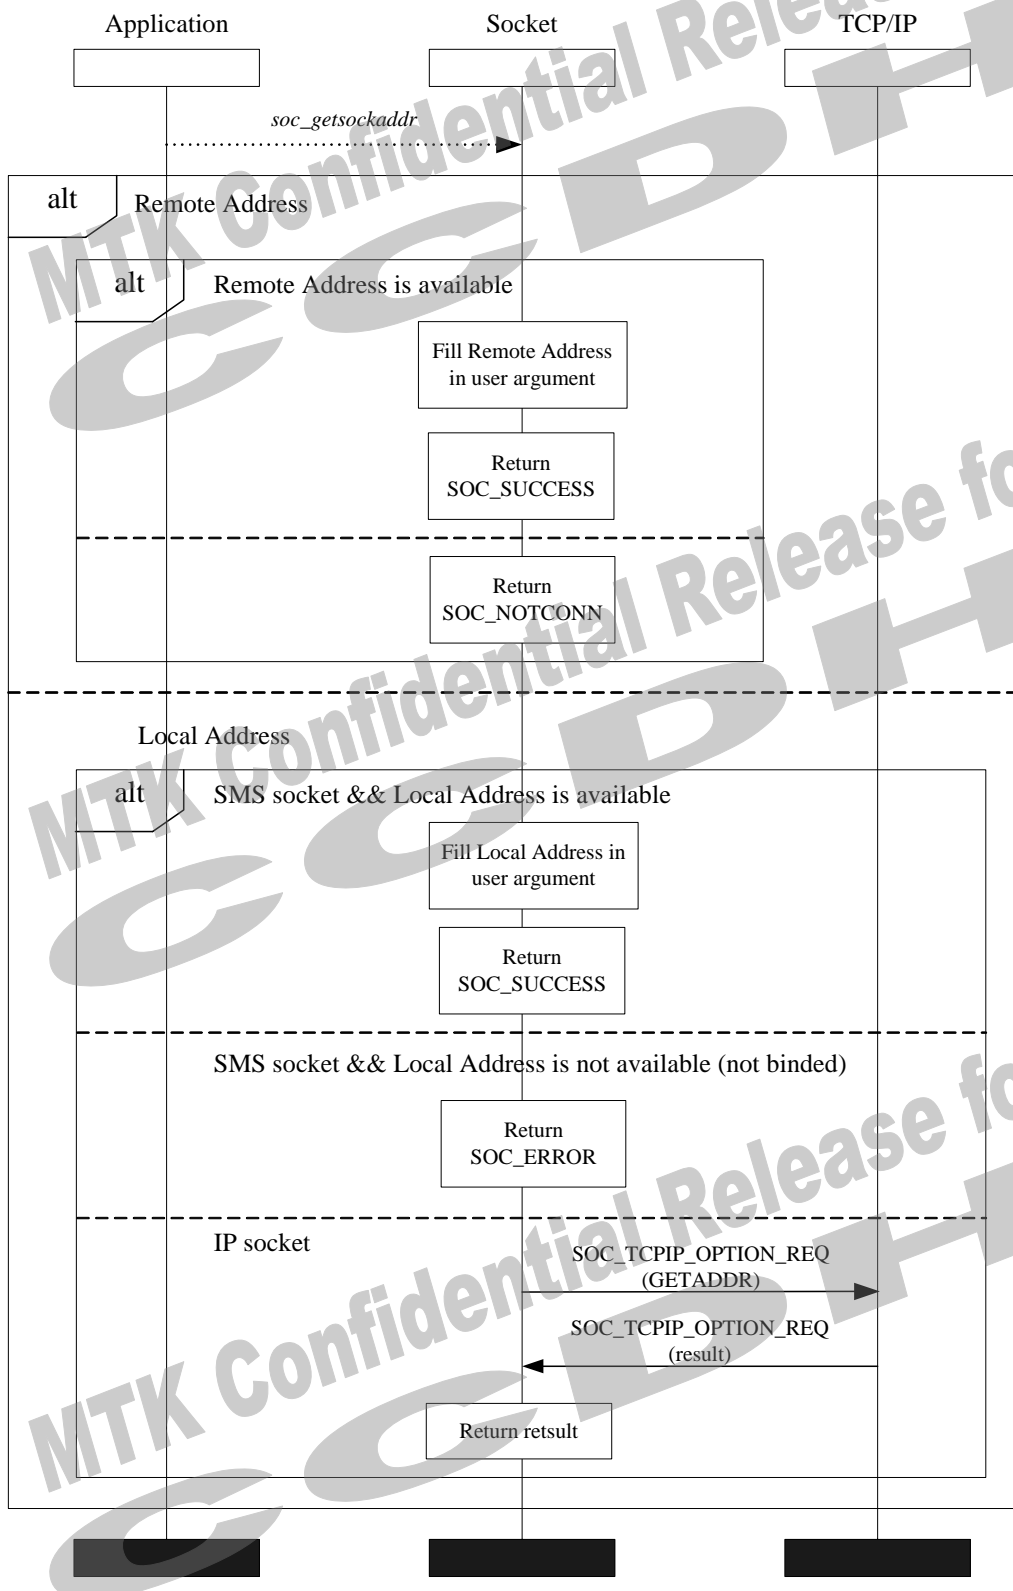 Application
Socket
TCP/IP
soc_getsockaddr
alt
Remote Address
alt
Remote Address is available
Fill Remote Address
in user argument
Return
SOC_SUCCESS
Return
SOC_NOTCONN
Local Address
alt
SMS socket && Local Address is available
Fill Local Address in
user argument
Return
SOC_SUCCESS
SMS socket && Local Address is not available (not binded)
Return
SOC_ERROR
IP socket
SOC_TCPIP_OPTION_REQ
(GETADDR)
SOC_TCPIP_OPTION_REQ
(result)
Return retsult
MTK Confidential Release
C C D H
MTK Confidential Release fo
C C D H
MTK Confidential Release fo
C C D H